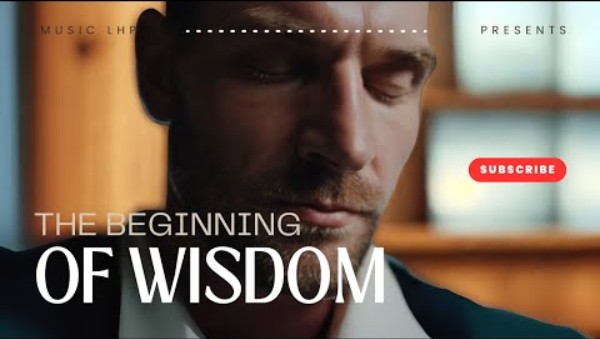 MUSIC LHP
PRESENTS
SUBSCRIBE
THE BEGINNING
OF WISDOM